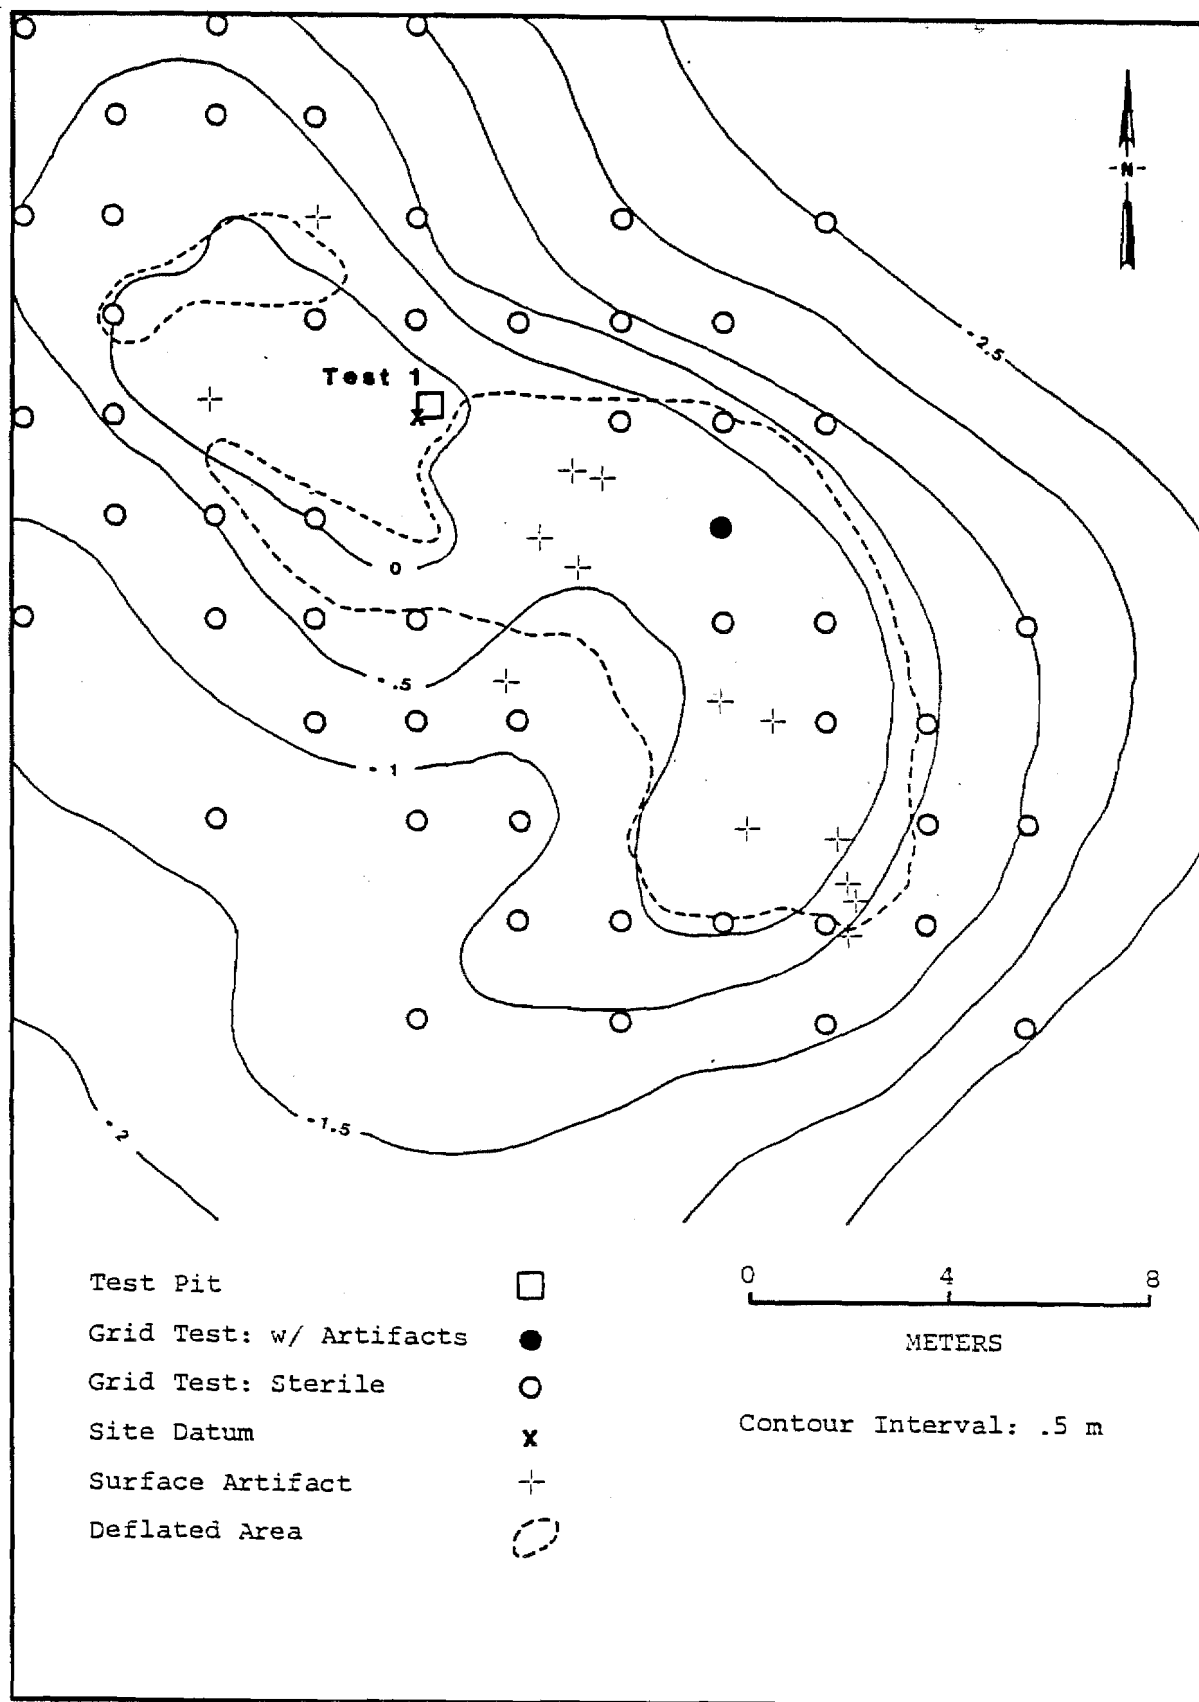 -N-
-2.5
Test 1
x
0
-.5
-1
-1.5
-2
Test Pit
Grid Test: w/ Artifacts
Grid Test: Sterile
Site Datum x
Surface Artifact
Deflated Area
0 4 8
METERS
Contour Interval: .5 m